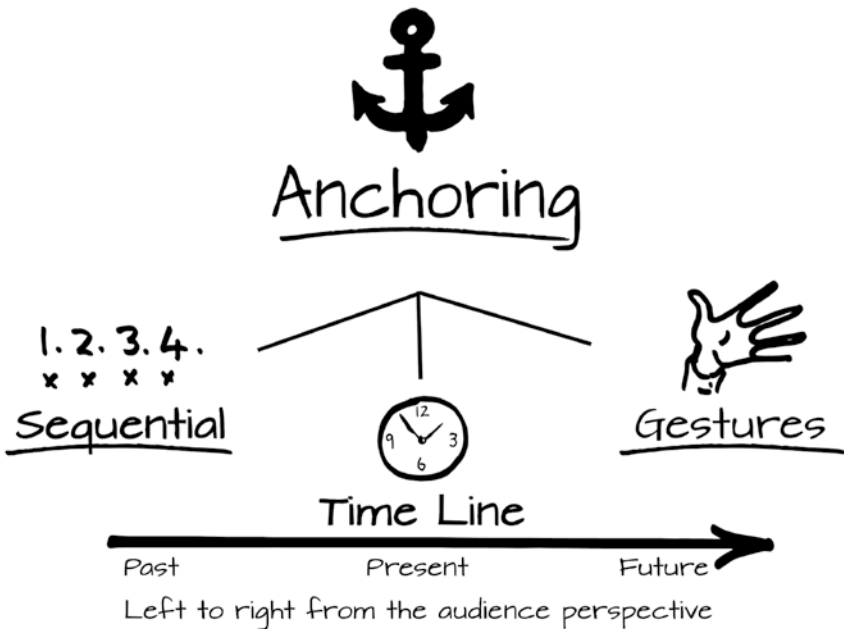 Anchoring
1. 2. 3. 4.
x x x x
Sequential
12
9 3
6
Gestures
Time Line
Past Present Future
Left to right from the audience perspective